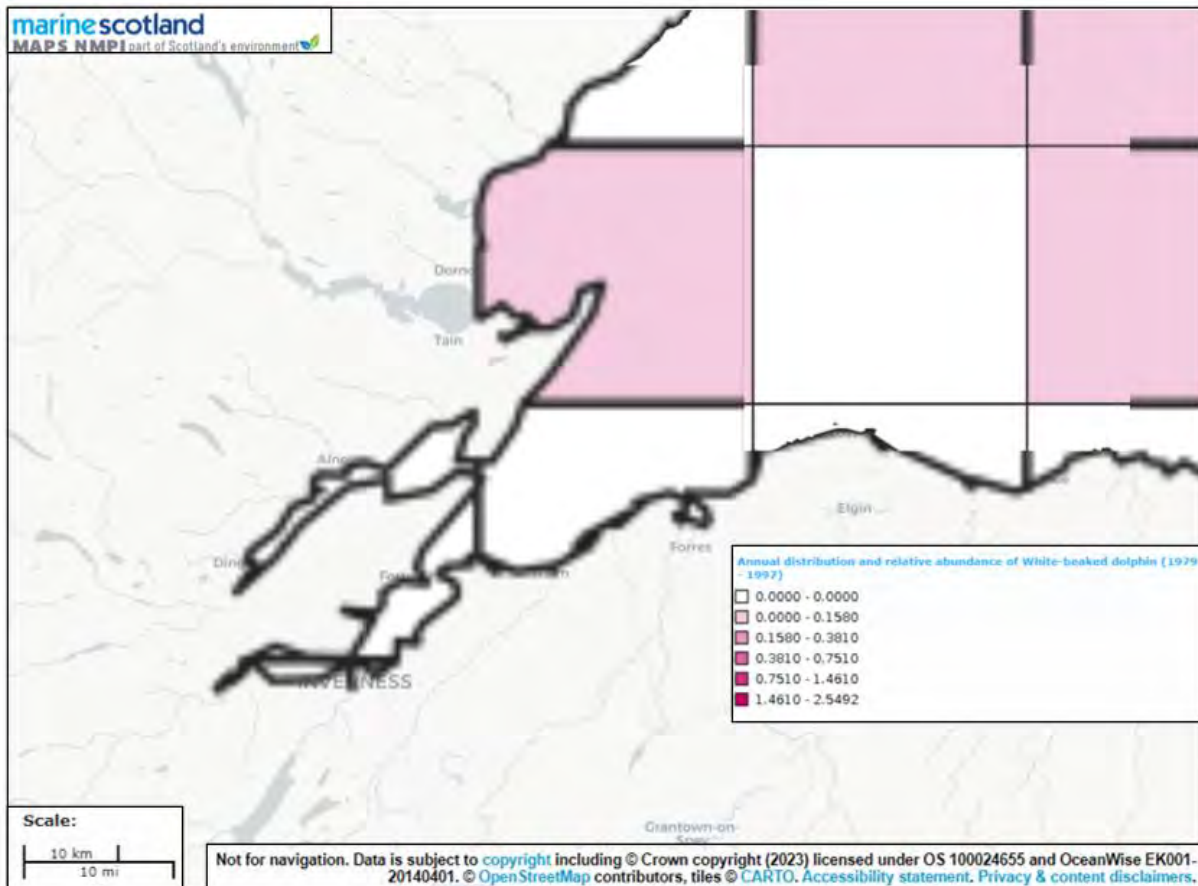 marinescotland
MAPS NMPI part of Scotland's environment
Tain
Elgin
Forres
INVERNESS
Annual distribution and relative abundance of White-beaked dolphin (1979
- 1997)
0.0000 - 0.0000
0.0000 - 0.1580
0.1580 - 0.3810
0.3810 - 0.7510
0.7510 - 1.4610
1.4610 - 2.5492
Grantown-on-
Spey
Scale:
10 km
10 mi
Not for navigation. Data is subject to copyright including © Crown copyright (2023) licensed under OS 100024655 and OceanWise EK001-
20140401. © OpenStreetMap contributors, tiles © CARTO. Accessibility statement. Privacy & content disclaimers.